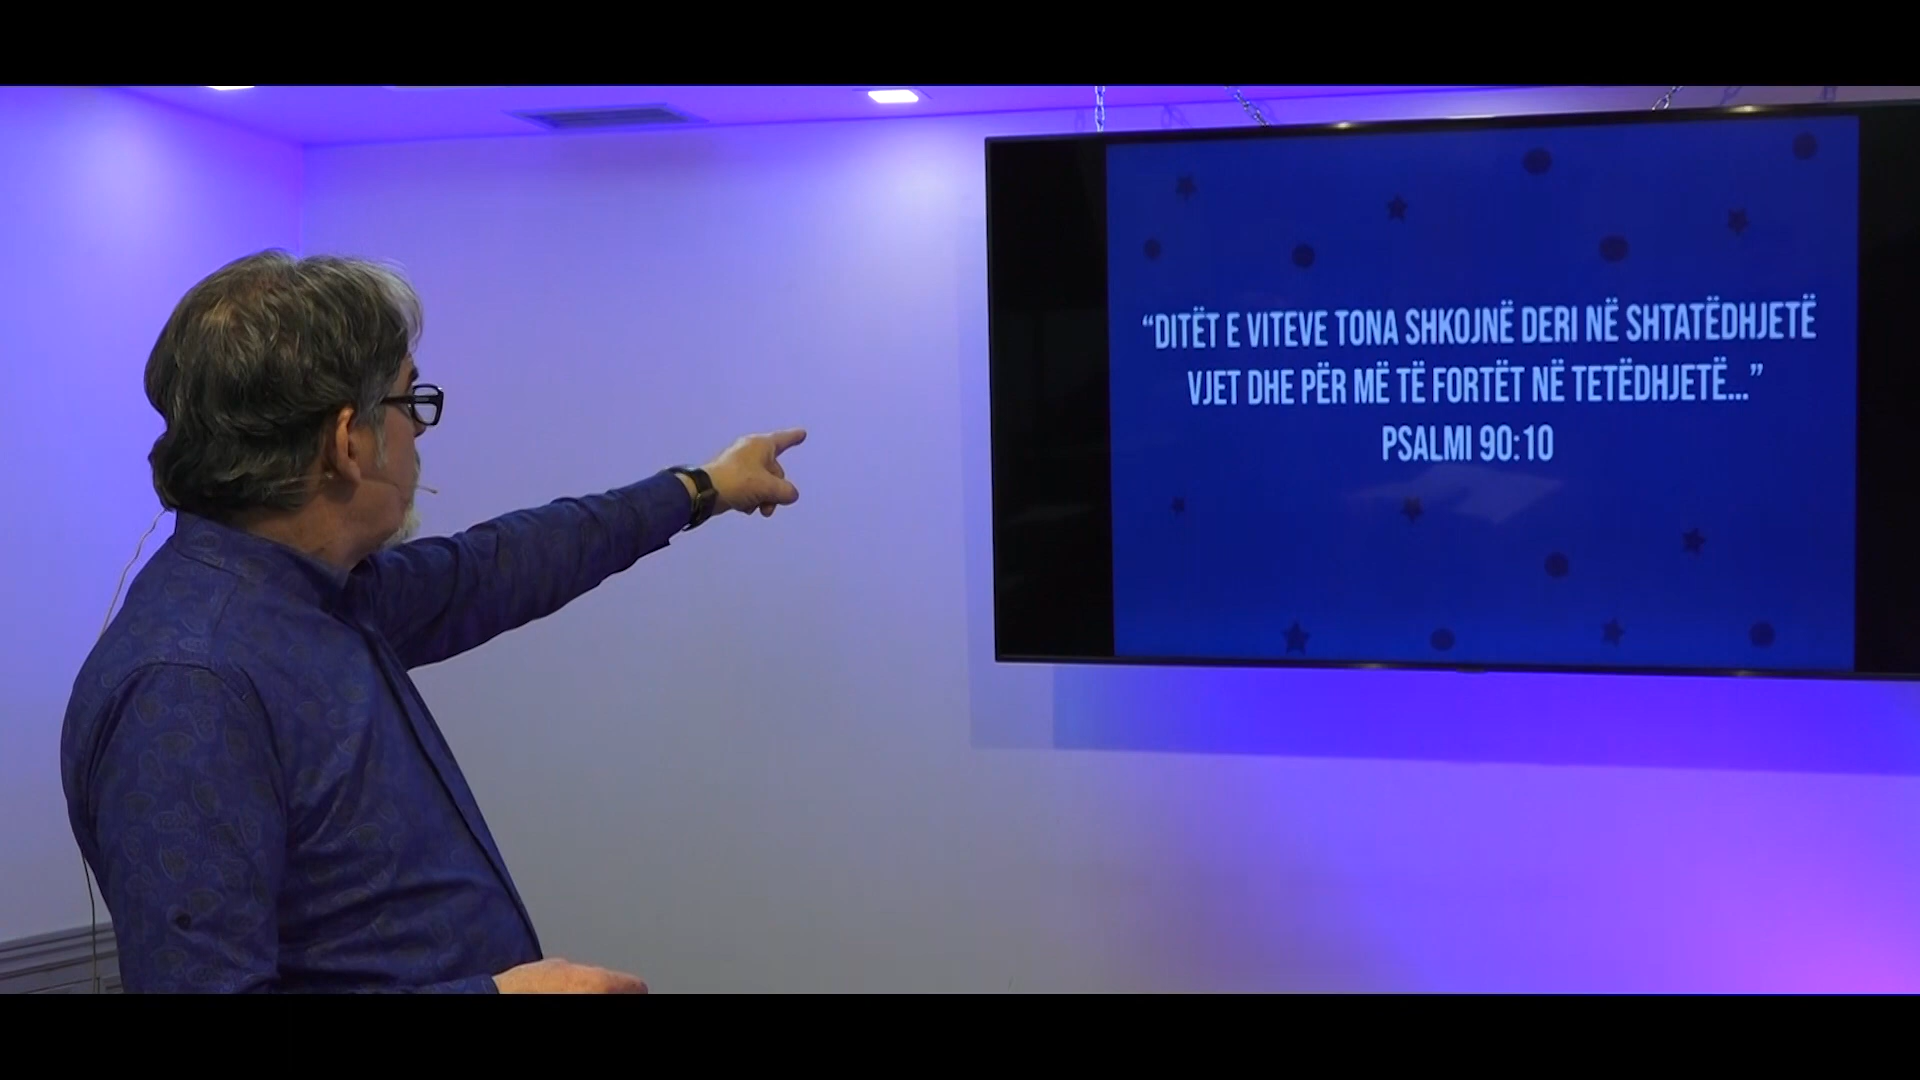 “DITËT E VITEVE TONA SHKOJNË DERI NË SHTATËDHJETË
VJET DHE PËR MË TË FORTËT NË TETËDHJETË...”
PSALMI 90:10